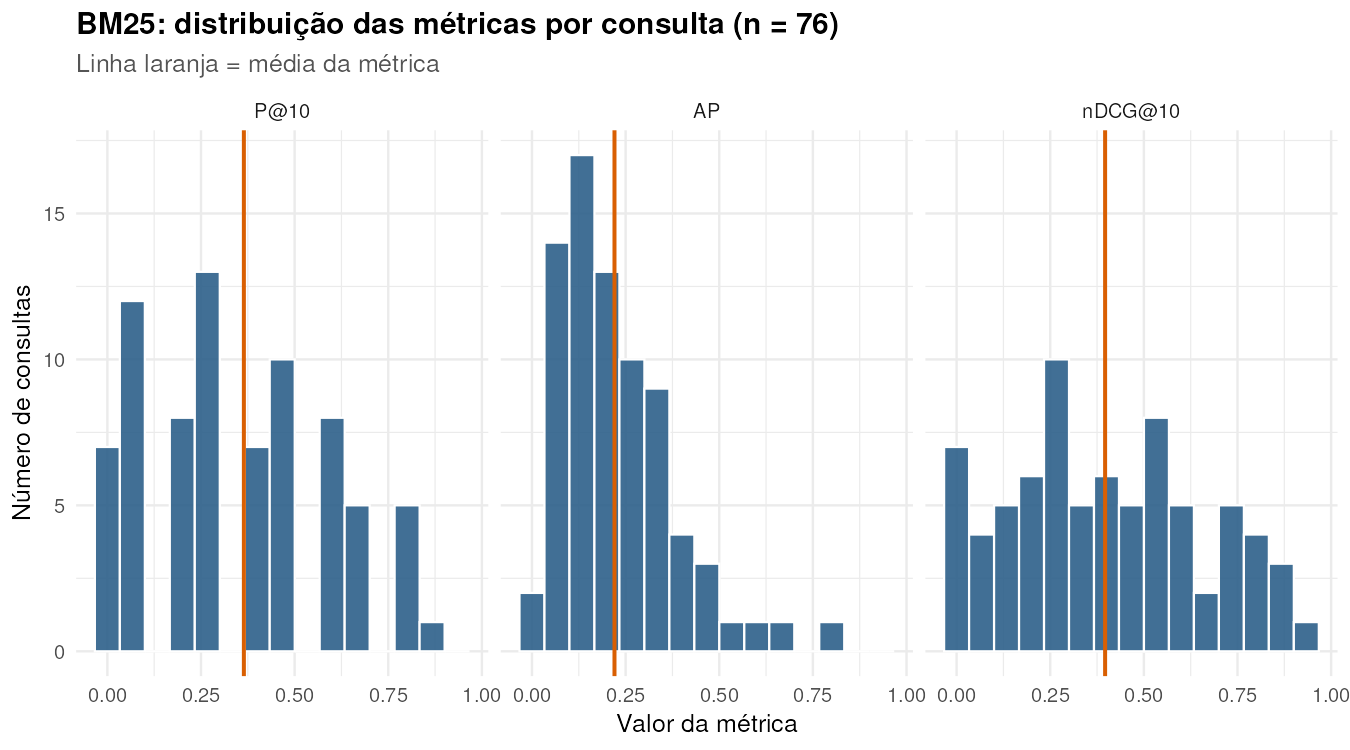 BM25: distribuição das métricas por consulta (n = 76)
Linha laranja = média da métrica
P@10
AP
nDCG@10
Número de consultas
15
10
5
0
0.00 0.25 0.50 0.75 1.00
0.00 0.25 0.50 0.75 1.00
0.00 0.25 0.50 0.75 1.00
Valor da métrica